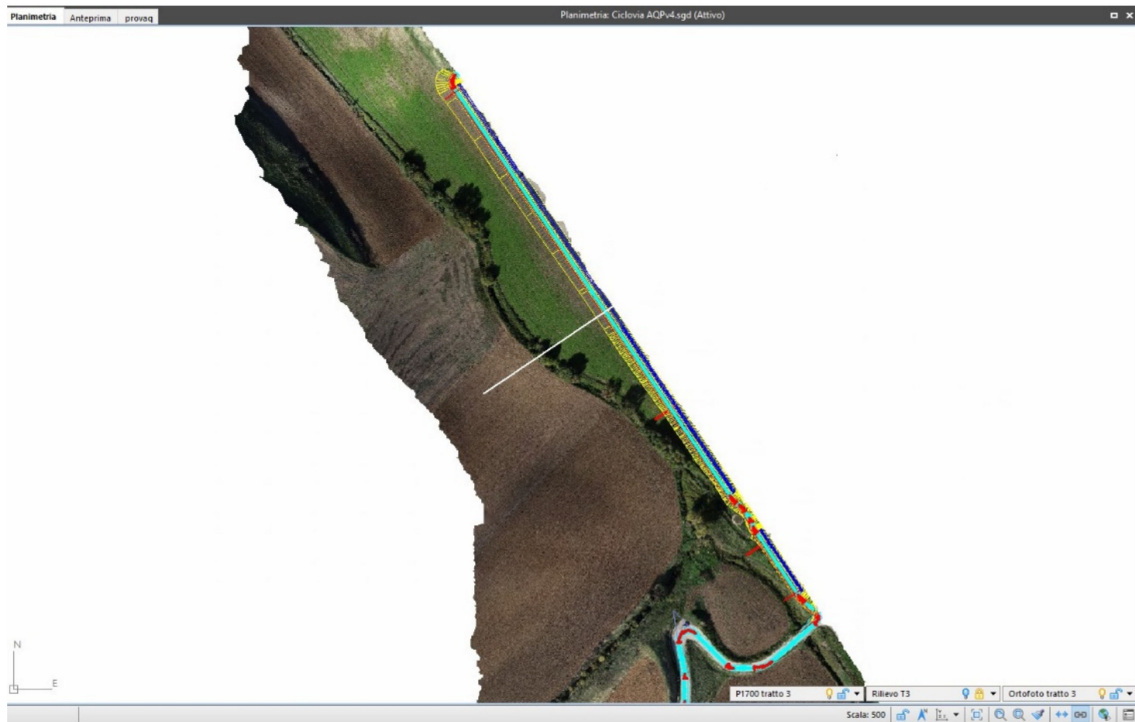 Planimetria Anteprima provaq Planimetria: Ciclovia AQPv4.sgd (Attivo)
N
E
P1700 tratto 3 Rilievo T3 Ortofoto tratto 3
Scala: 500